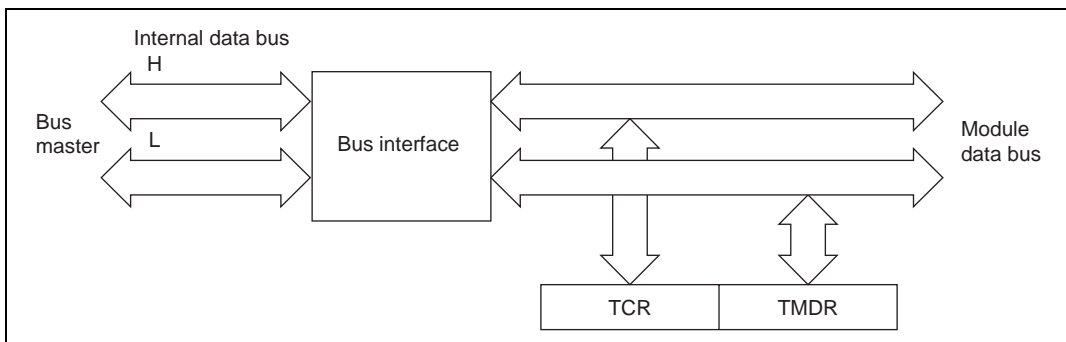 Internal data bus
H
Bus
master
L
Bus interface
Module
data bus
TCR
TMDR